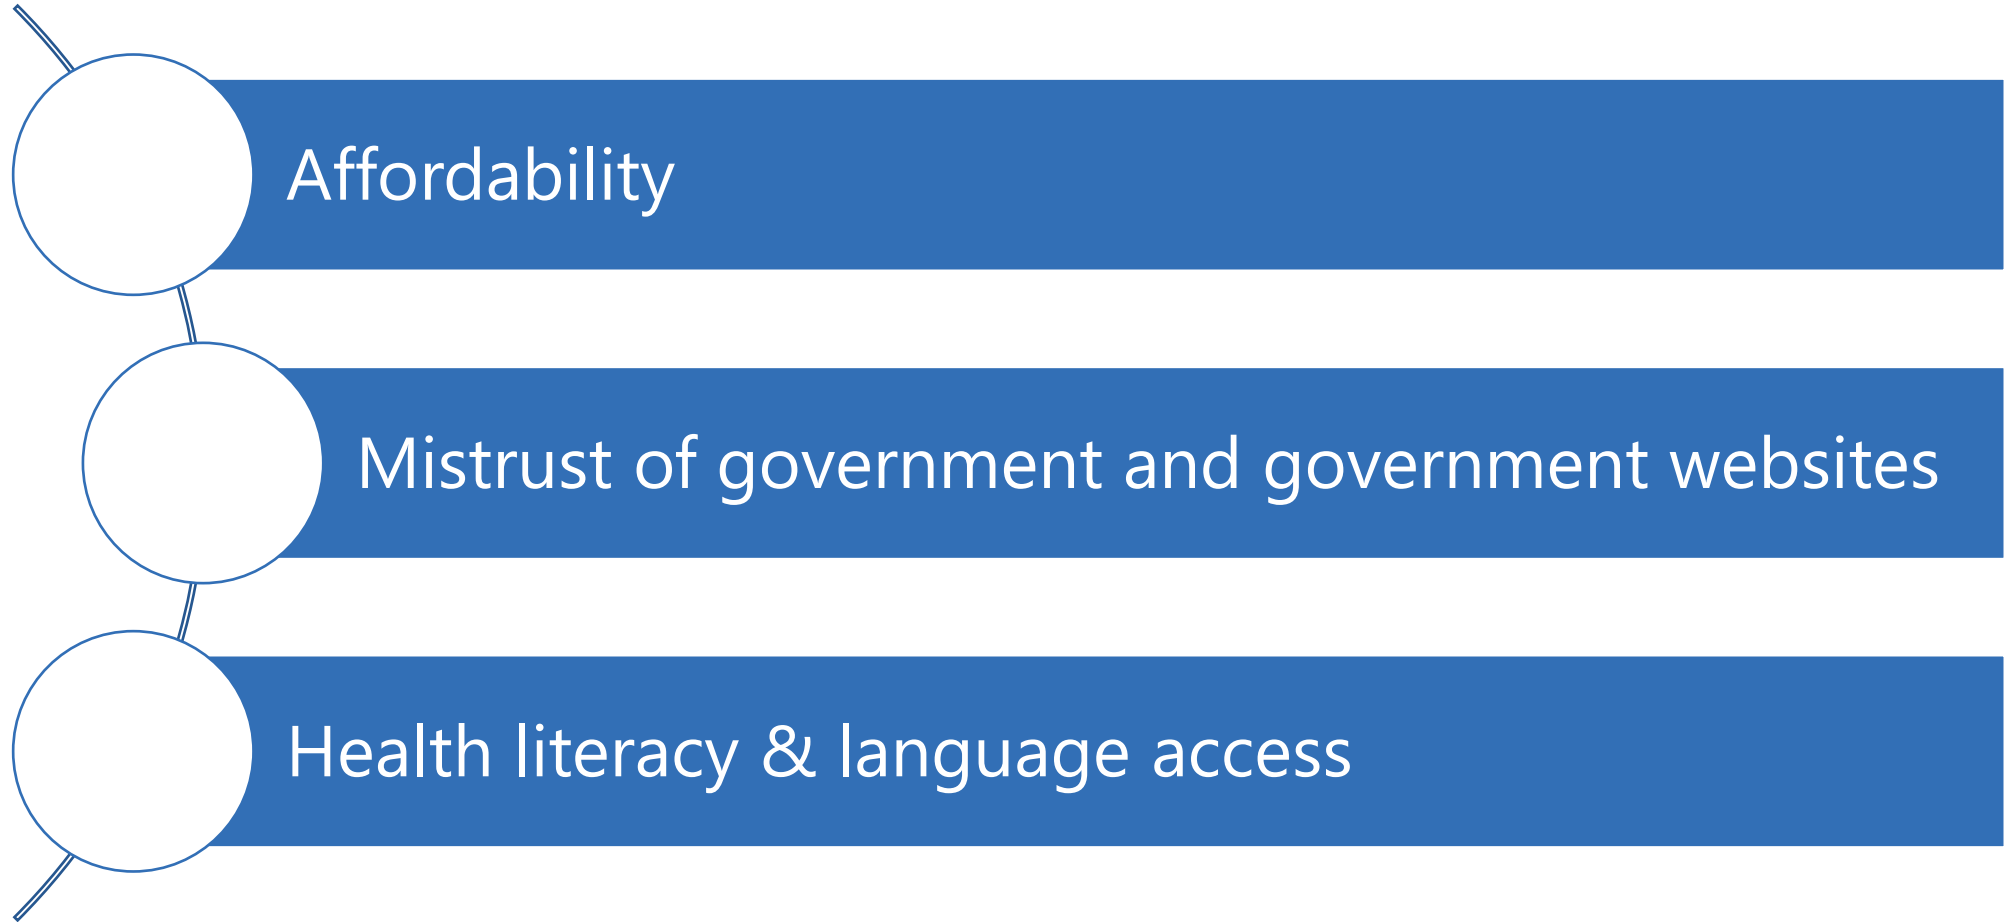 Affordability
Mistrust of government and government websites
Health literacy & language access